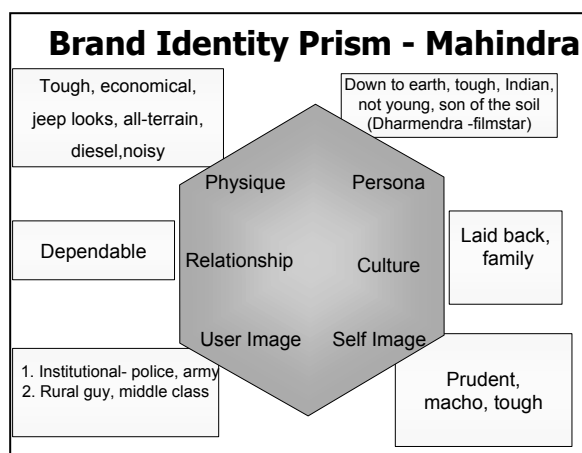 Brand Identity Prism - Mahindra
Tough, economical,
jeep looks, all-terrain,
diesel,noisy
Down to earth, tough, Indian,
not young, son of the soil
(Dharmendra -filmstar)
Physique
Persona
Dependable
Relationship
Culture
Laid back,
family
User Image
Self Image
1. Institutional- police, army
2. Rural guy, middle class
Prudent,
macho, tough